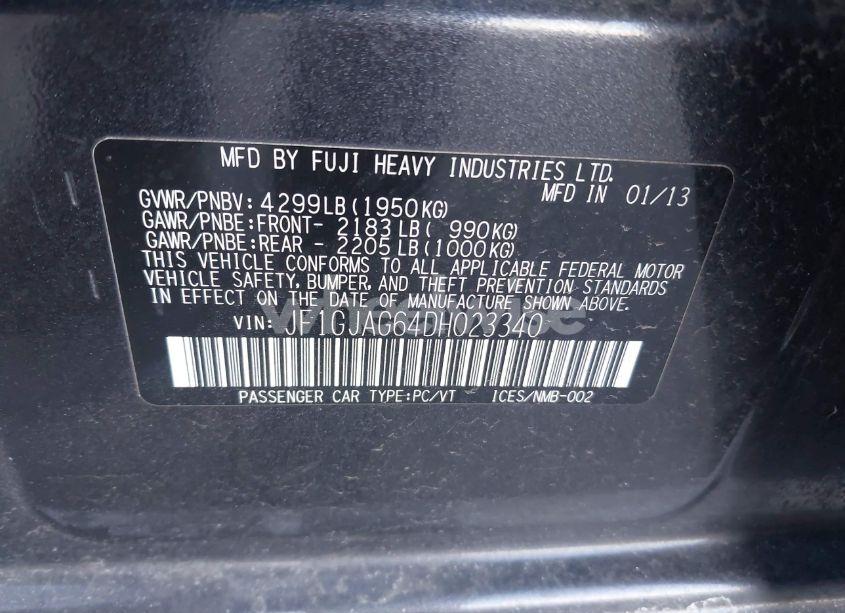 MFD BY FUJI HEAVY INDUSTRIES LTD.
MFD IN 01/13
GVWR/PNBV: 4299LB(1950KG)
GAWR/PNBE:FRONT- 2183LB( 990KG)
GAWR/PNBE:REAR - 2205LB(1000KG)
THIS VEHICLE CONFORMS TO ALL APPLICABLE FEDERAL MOTOR
VEHICLE SAFETY, BUMPER, AND THEFT PREVENTION STANDARDS
IN EFFECT ON THE DATE OF MANUFACTURE SHOWN ABOVE.
VIN: JF1GJAG64DH023340
PASSENGER CAR TYPE:PC/VT ICES/NMB-002